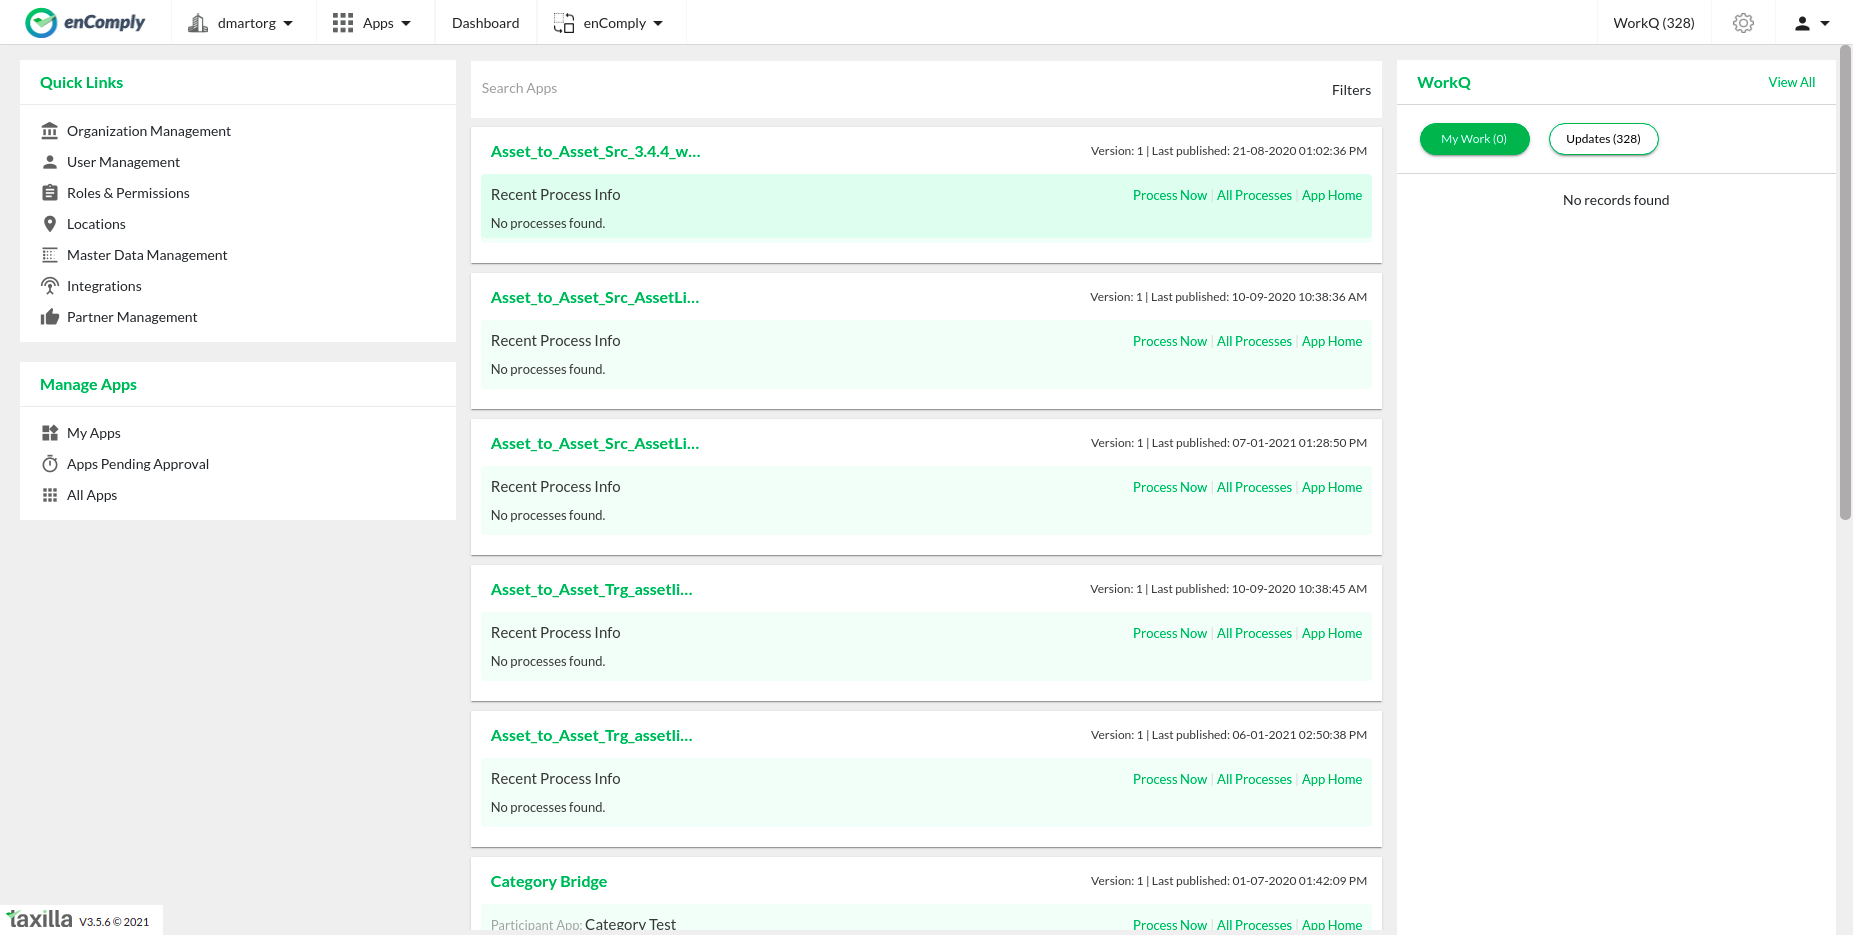 enComply
dmartorg
Apps
Dashboard
enComply
WorkQ (328)
Quick Links
Organization Management
User Management
Roles & Permissions
Locations
Master Data Management
Integrations
Partner Management
Manage Apps
My Apps
Apps Pending Approval
All Apps
Search Apps
Filters
Asset_to_Asset_Src_3.4.4_w...
Version: 1 | Last published: 21-08-2020 01:02:36 PM
Recent Process Info
Process Now | All Processes | App Home
No processes found.
Asset_to_Asset_Src_AssetLi...
Version: 1 | Last published: 10-09-2020 10:38:36 AM
Recent Process Info
Process Now | All Processes | App Home
No processes found.
Asset_to_Asset_Src_AssetLi...
Version: 1 | Last published: 07-01-2021 01:28:50 PM
Recent Process Info
Process Now | All Processes | App Home
No processes found.
Asset_to_Asset_Trg_assetli...
Version: 1 | Last published: 10-09-2020 10:38:45 AM
Recent Process Info
Process Now | All Processes | App Home
No processes found.
Asset_to_Asset_Trg_assetli...
Version: 1 | Last published: 06-01-2021 02:50:38 PM
Recent Process Info
Process Now | All Processes | App Home
No processes found.
Category Bridge
Version: 1 | Last published: 01-07-2020 01:42:09 PM
Participant App: Category Test
Process Now | All Processes | App Home
WorkQ
View All
My Work (0)
Updates (328)
No records found
taxilla V3.5.6 © 2021